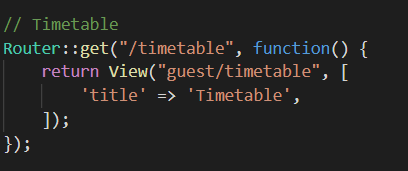 // Timetable
Router::get("/timetable", function() {
    return View("guest/timetable", [
        'title' => 'Timetable',
    ]);
});